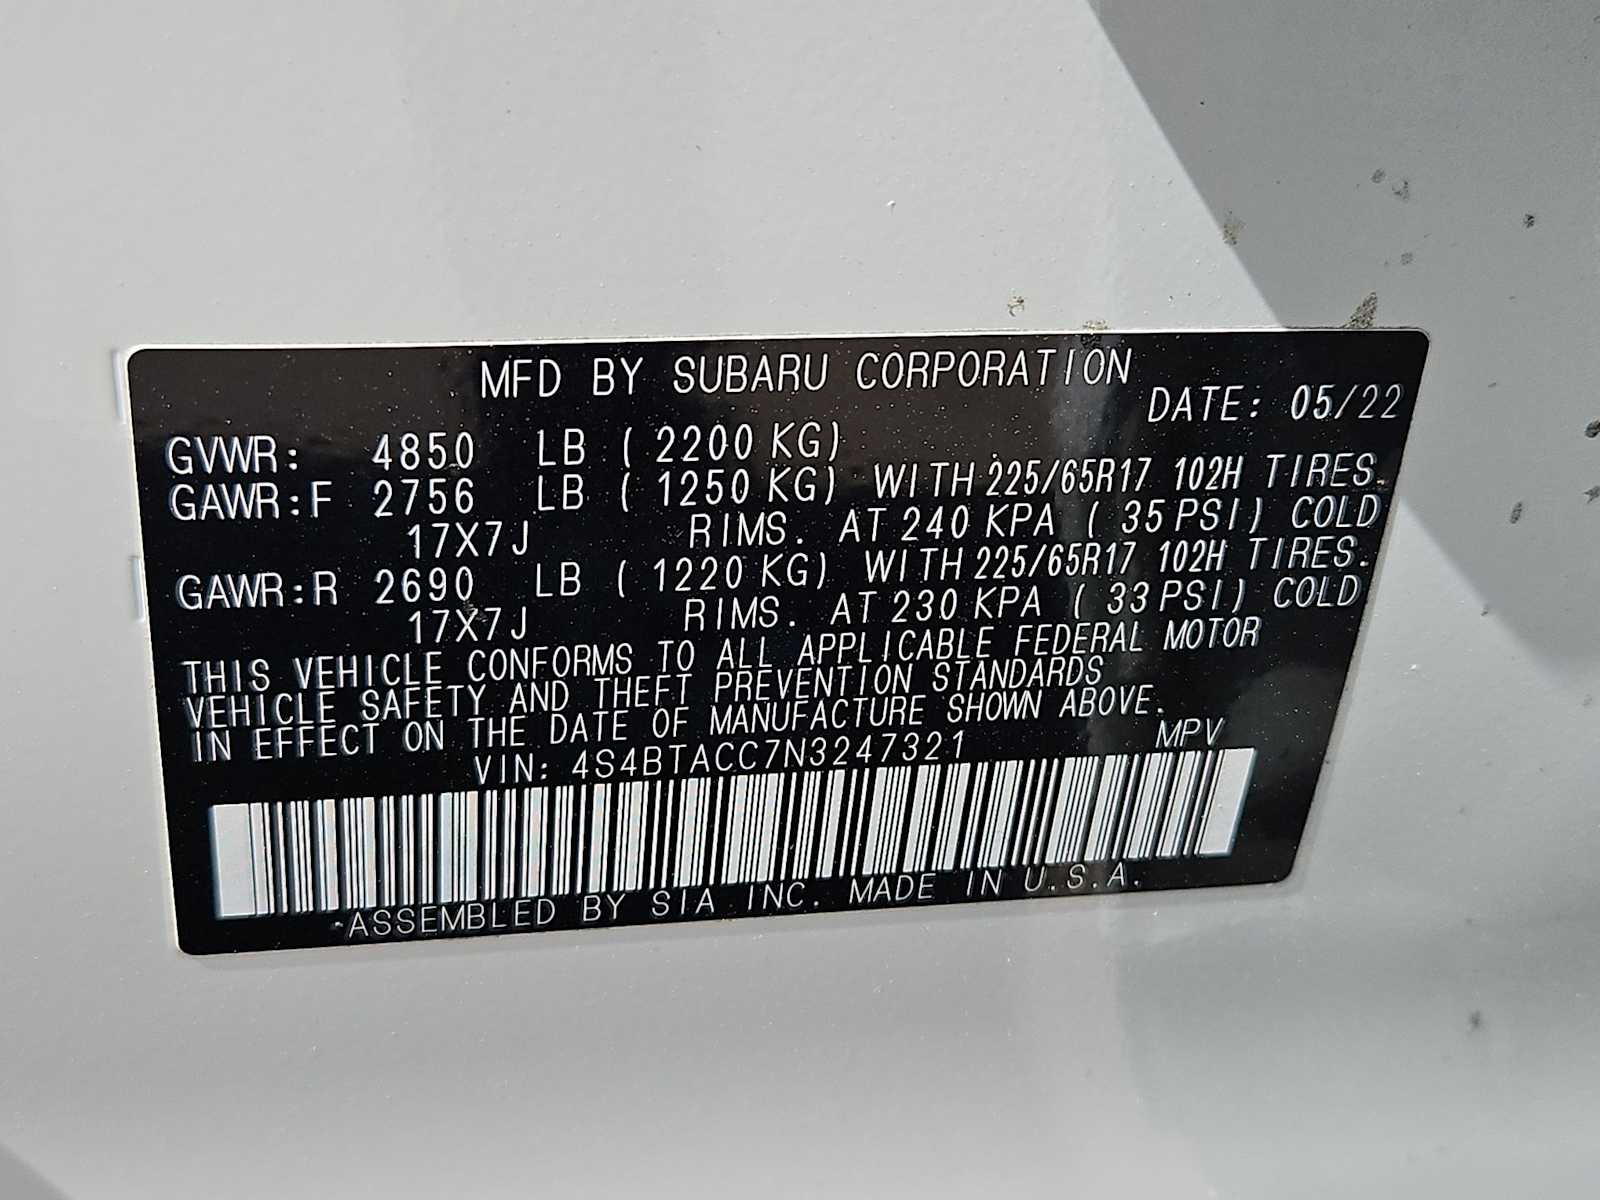 MFD BY SUBARU CORPORATION
DATE: 05/22
GVWR: 4850 LB ( 2200 KG)
GAWR:F 2756 LB ( 1250 KG) WITH 225/65R17 102H TIRES.
17X7J RIMS. AT 240 KPA ( 35 PSI) COLD
GAWR:R 2690 LB ( 1220 KG) WITH 225/65R17 102H TIRES.
17X7J RIMS. AT 230 KPA ( 33 PSI) COLD
THIS VEHICLE CONFORMS TO ALL APPLICABLE FEDERAL MOTOR
VEHICLE SAFETY AND THEFT PREVENTION STANDARDS
IN EFFECT ON THE DATE OF MANUFACTURE SHOWN ABOVE.
VIN: 4S4BTACC7N3247321 MPV
ASSEMBLED BY SIA INC. MADE IN U.S.A.